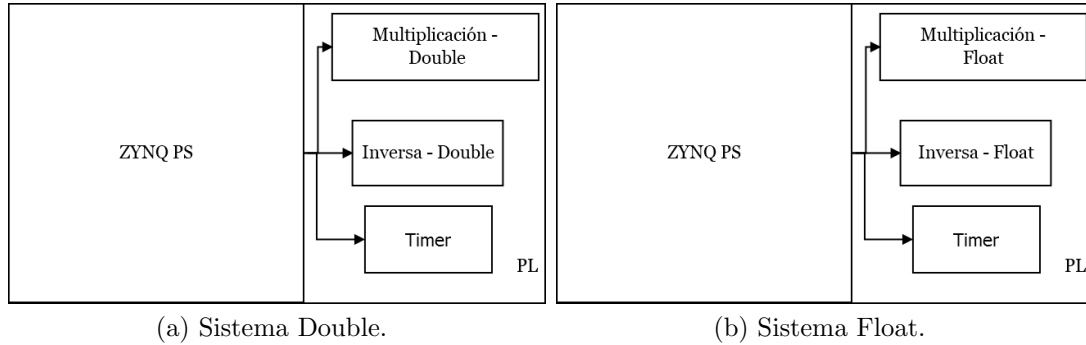 Multiplicación -
Double
ZYNQ PS
Inversa - Double
Timer
PL
(a) Sistema Double.
Multiplicación -
Float
ZYNQ PS
Inversa - Float
Timer
PL
(b) Sistema Float.